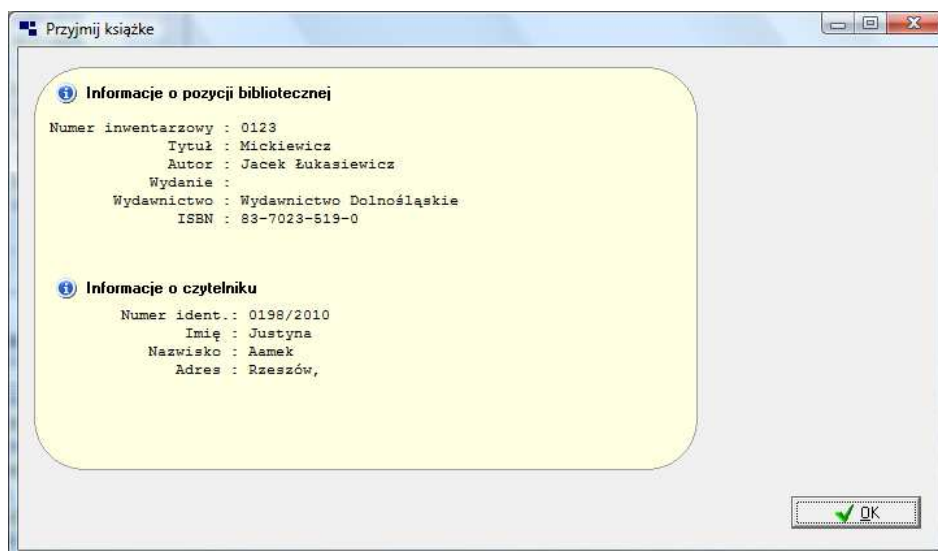 Przyjmij książke
Informacje o pozycji bibliotecznej
Numer inwentarzowy : 0123
Tytuł : Mickiewicz
Autor : Jacek Łukasiewicz
Wydanie :
Wydawnictwo : Wydawnictwo Dolnośląskie
ISBN : 83-7023-519-0
Informacje o czytelniku
Numer ident.: 0198/2010
Imię : Justyna
Nazwisko : Aamek
Adres : Rzeszów,
OK